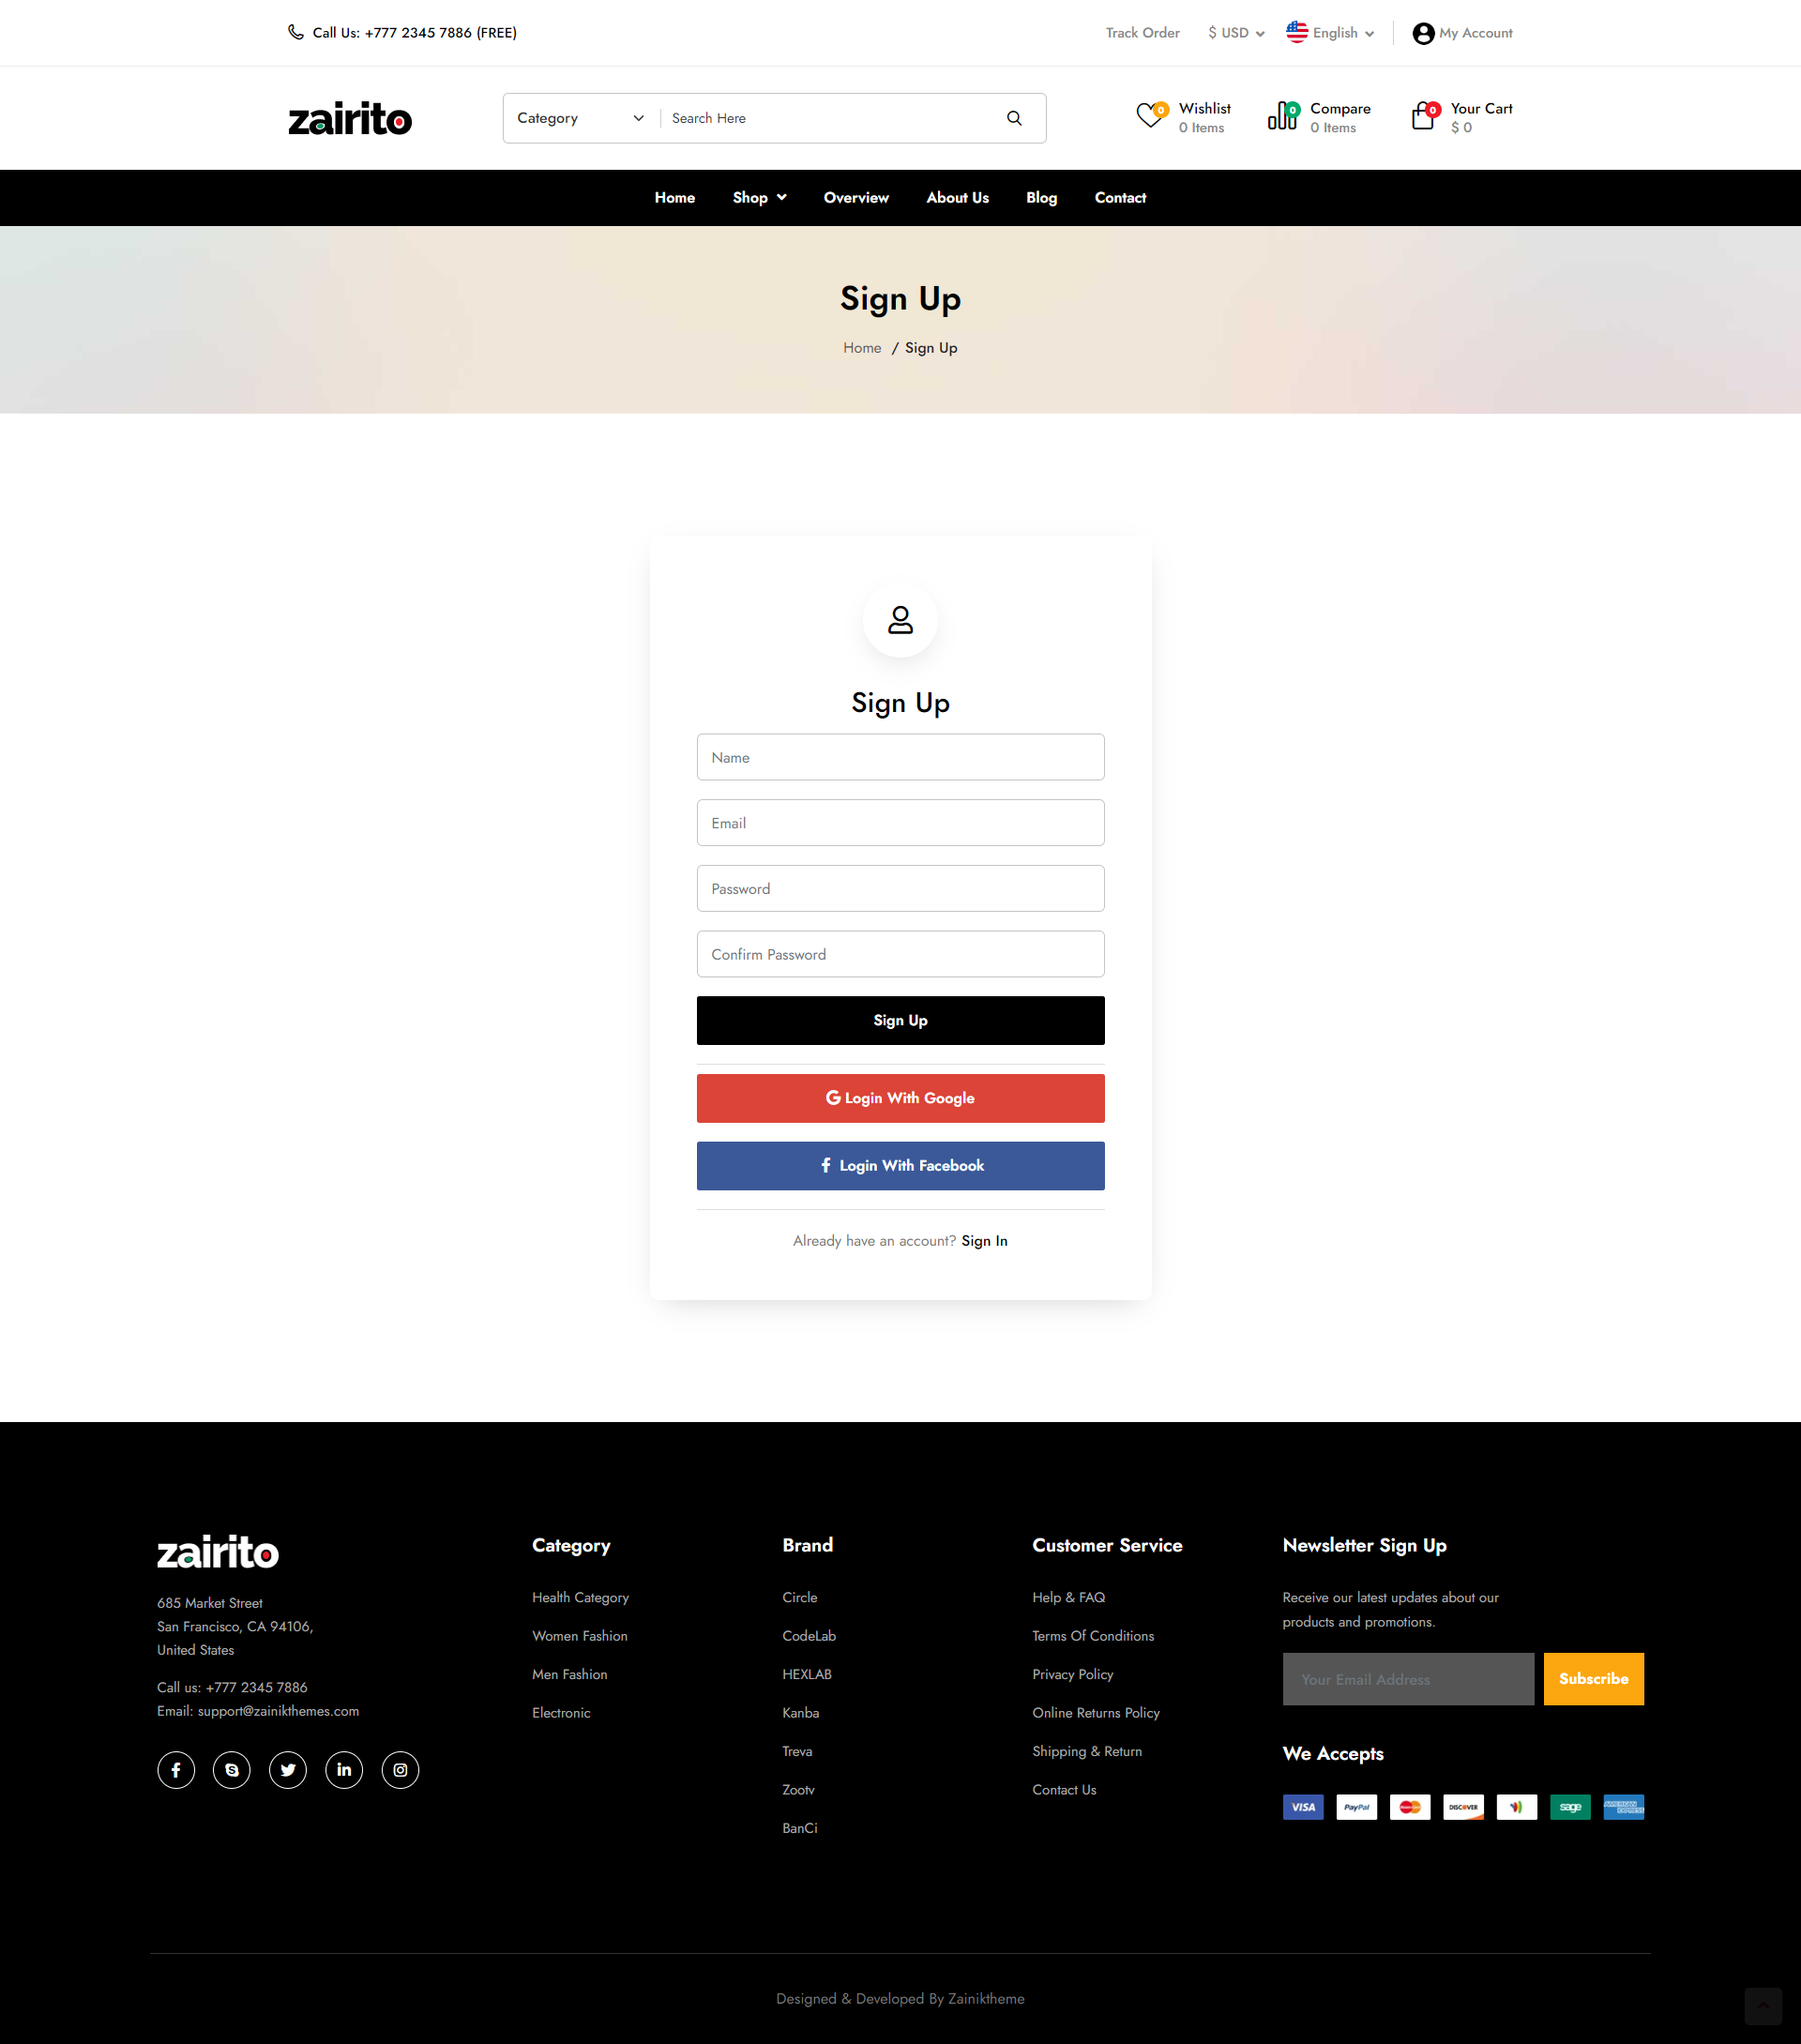 Call Us: +777 2345 7886 (FREE)
Track Order
$ USD
English
My Account
zairito
Category
Search Here
0
Wishlist
0 Items
0
Compare
0 Items
0
Your Cart
$ 0
Home
Shop
Overview
About Us
Blog
Contact
Sign Up
Home / Sign Up
Sign Up
Name
Email
Password
Confirm Password
Sign Up
Login With Google
Login With Facebook
Already have an account? Sign In
zairito
685 Market Street
San Francisco, CA 94106,
United States
Call us: +777 2345 7886
Email: support@zainikthemes.com
Category
Health Category
Women Fashion
Men Fashion
Electronic
Brand
Circle
CodeLab
HEXLAB
Kanba
Treva
Zootv
BanCi
Customer Service
Help & FAQ
Terms Of Conditions
Privacy Policy
Online Returns Policy
Shipping & Return
Contact Us
Newsletter Sign Up
Receive our latest updates about our
products and promotions.
Your Email Address
Subscribe
We Accepts
VISA
PayPal
DISCOVER
sage
AMERICAN EXPRESS
Designed & Developed By Zainiktheme